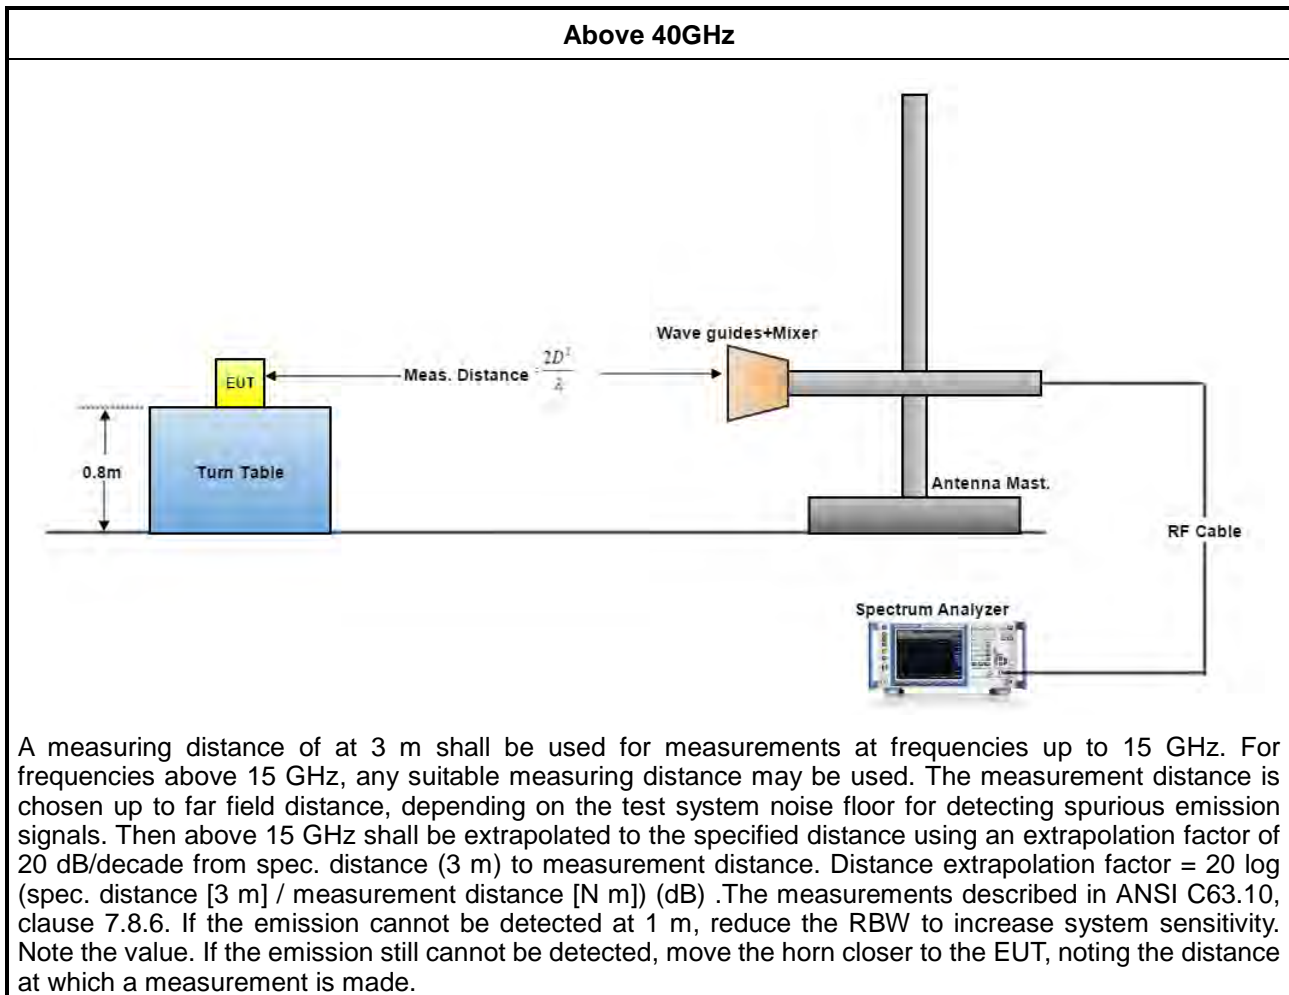 Above 40GHz
Wave guides+Mixer
EUT
Meas. Distance : 2D²/λ
0.8m
Turn Table
Antenna Mast.
RF Cable
Spectrum Analyzer
A measuring distance of at 3 m shall be used for measurements at frequencies up to 15 GHz. For
frequencies above 15 GHz, any suitable measuring distance may be used. The measurement distance is
chosen up to far field distance, depending on the test system noise floor for detecting spurious emission
signals. Then above 15 GHz shall be extrapolated to the specified distance using an extrapolation factor of
20 dB/decade from spec. distance (3 m) to measurement distance. Distance extrapolation factor = 20 log
(spec. distance [3 m] / measurement distance [N m]) (dB) .The measurements described in ANSI C63.10,
clause 7.8.6. If the emission cannot be detected at 1 m, reduce the RBW to increase system sensitivity.
Note the value. If the emission still cannot be detected, move the horn closer to the EUT, noting the distance
at which a measurement is made.